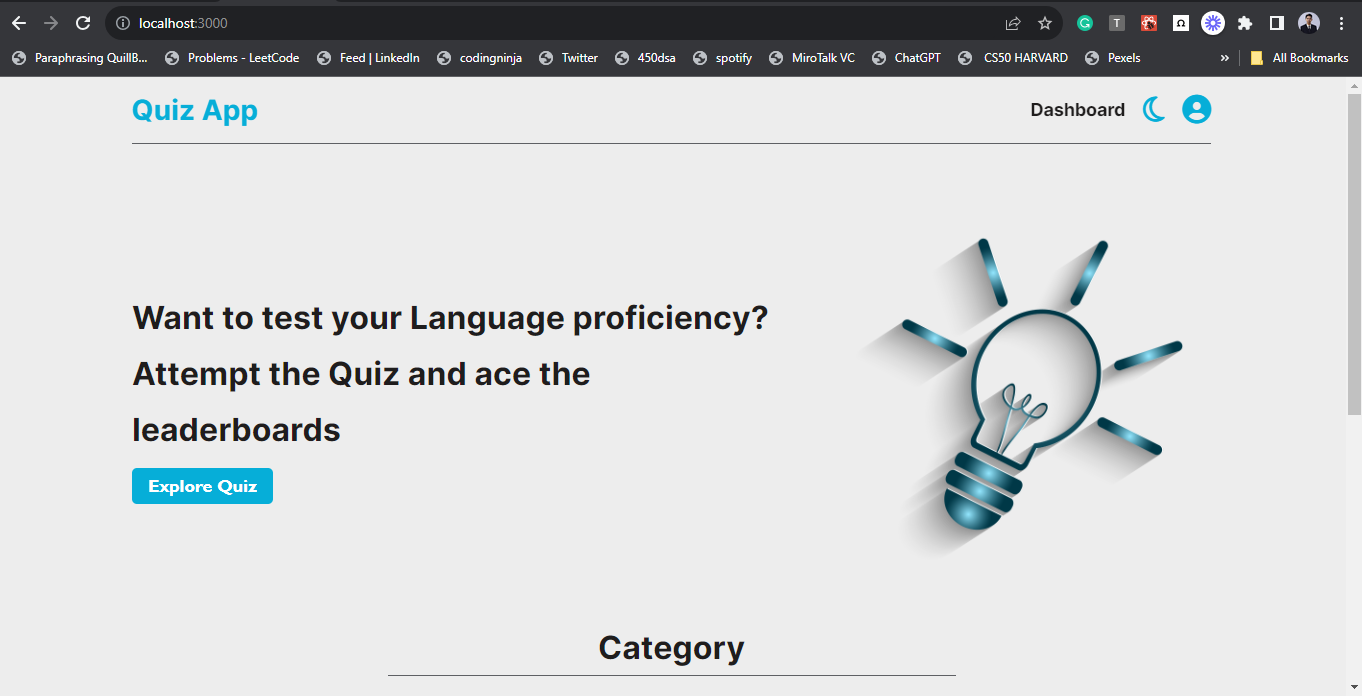 localhost:3000
T
Ω
Paraphrasing QuillB...
Problems - LeetCode
Feed | LinkedIn
codingninja
Twitter
450dsa
spotify
MiroTalk VC
ChatGPT
CS50 HARVARD
Pexels
»
All Bookmarks
Quiz App
Dashboard
Want to test your Language proficiency?
Attempt the Quiz and ace the
leaderboards
Explore Quiz
Category